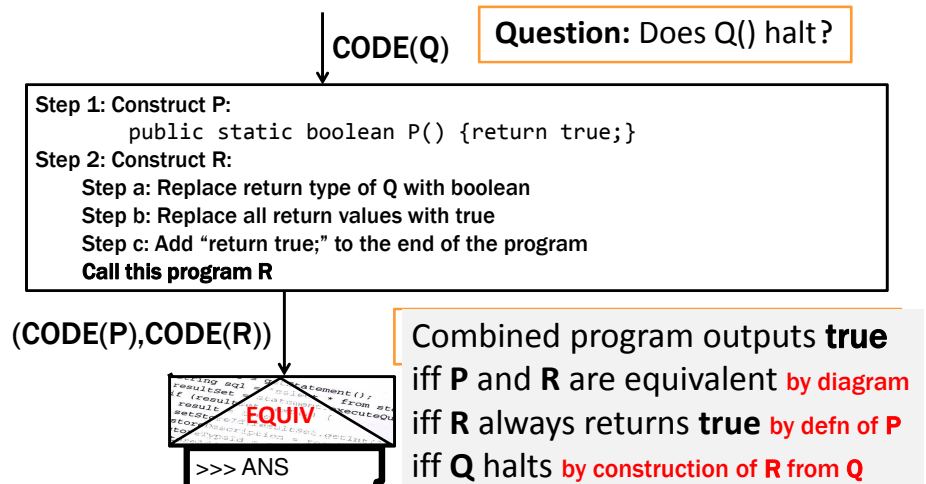 CODE(Q)
Question: Does Q() halt?
Step 1: Construct P:
public static boolean P() {return true;}
Step 2: Construct R:
Step a: Replace return type of Q with boolean
Step b: Replace all return values with true
Step c: Add “return true;” to the end of the program
Call this program R
(CODE(P),CODE(R))
EQUIV
>>> ANS
Combined program outputs true
iff P and R are equivalent by diagram
iff R always returns true by defn of P
iff Q halts by construction of R from Q